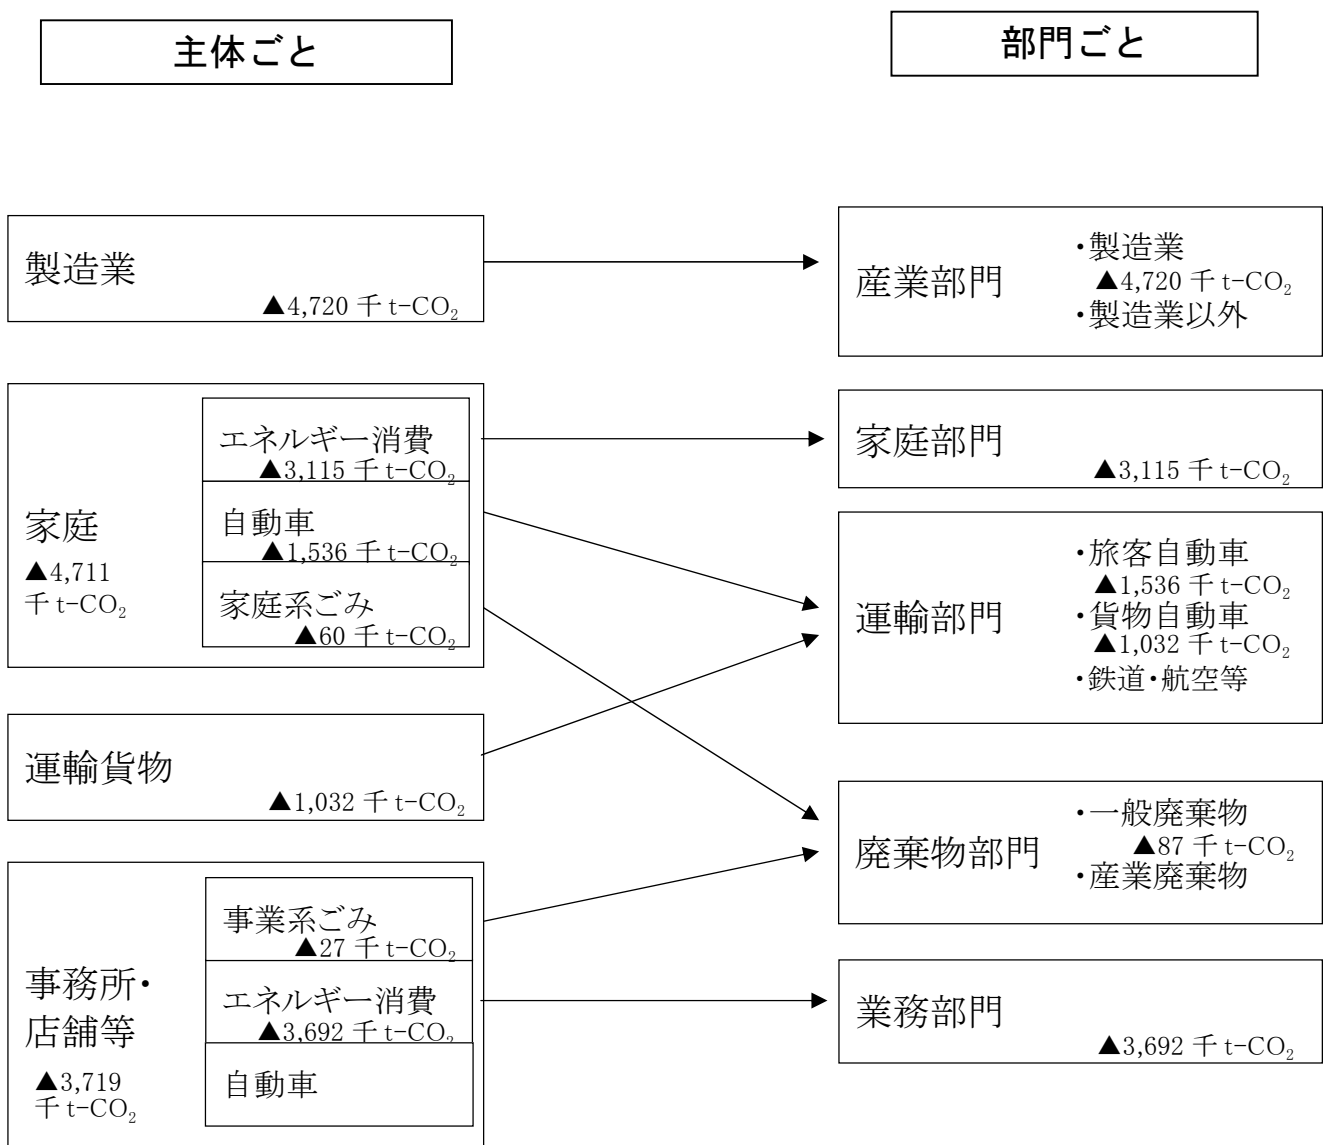 主体ごと
部門ごと
製造業
▲4,720 千 t-CO₂
家庭
▲4,711
千 t-CO₂
エネルギー消費
▲3,115 千 t-CO₂
自動車
▲1,536 千 t-CO₂
家庭系ごみ
▲60 千 t-CO₂
運輸貨物
▲1,032 千 t-CO₂
事務所・
店舗等
▲3,719
千 t-CO₂
事業系ごみ
▲27 千 t-CO₂
エネルギー消費
▲3,692 千 t-CO₂
自動車
産業部門
・製造業
▲4,720 千 t-CO₂
・製造業以外
家庭部門
▲3,115 千 t-CO₂
運輸部門
・旅客自動車
▲1,536 千 t-CO₂
・貨物自動車
▲1,032 千 t-CO₂
・鉄道・航空等
廃棄物部門
・一般廃棄物
▲87 千 t-CO₂
・産業廃棄物
業務部門
▲3,692 千 t-CO₂